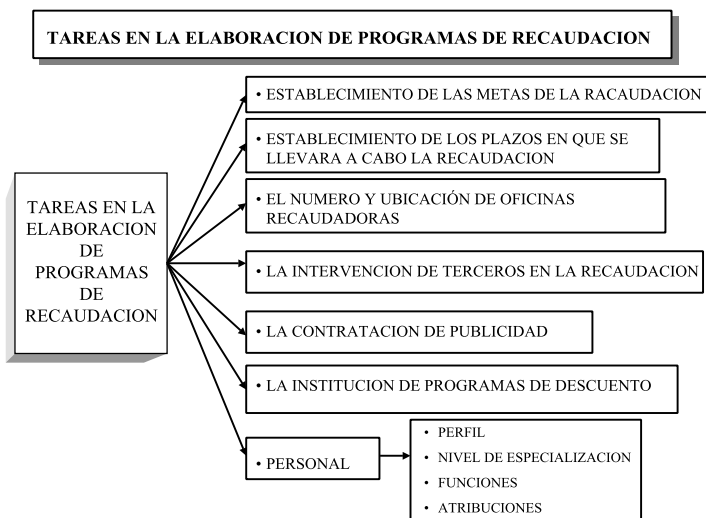 TAREAS EN LA ELABORACION DE PROGRAMAS DE RECAUDACION
TAREAS EN LA
ELABORACION
DE
PROGRAMAS
DE
RECAUDACION
• ESTABLECIMIENTO DE LAS METAS DE LA RACAUDACION
• ESTABLECIMIENTO DE LOS PLAZOS EN QUE SE
LLEVARA A CABO LA RECAUDACION
• EL NUMERO Y UBICACIÓN DE OFICINAS
RECAUDADORAS
• LA INTERVENCION DE TERCEROS EN LA RECAUDACION
• LA CONTRATACION DE PUBLICIDAD
• LA INSTITUCION DE PROGRAMAS DE DESCUENTO
• PERSONAL
• PERFIL
• NIVEL DE ESPECIALIZACION
• FUNCIONES
• ATRIBUCIONES